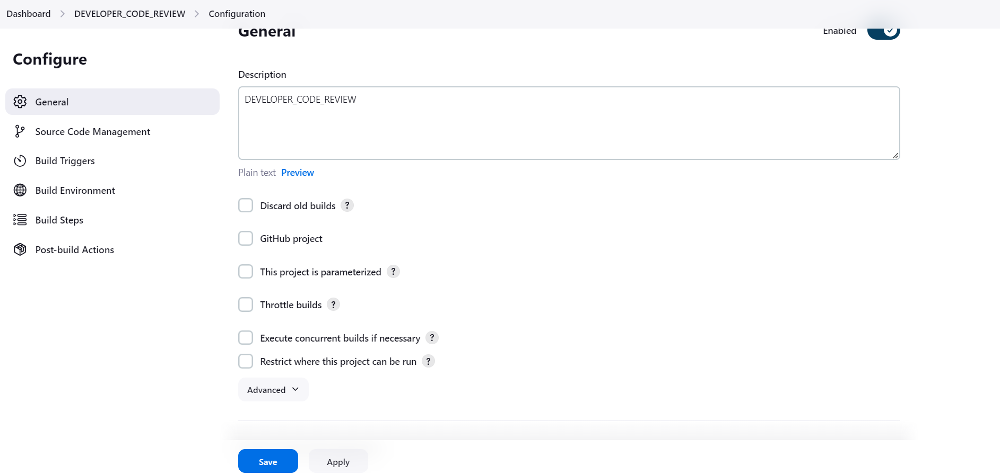 Dashboard > DEVELOPER_CODE_REVIEW > Configuration
General
Enabled
Configure
General
Source Code Management
Build Triggers
Build Environment
Build Steps
Post-build Actions
Description
DEVELOPER_CODE_REVIEW
Plain text Preview
Discard old builds ?
GitHub project
This project is parameterized ?
Throttle builds ?
Execute concurrent builds if necessary ?
Restrict where this project can be run ?
Advanced
Save Apply